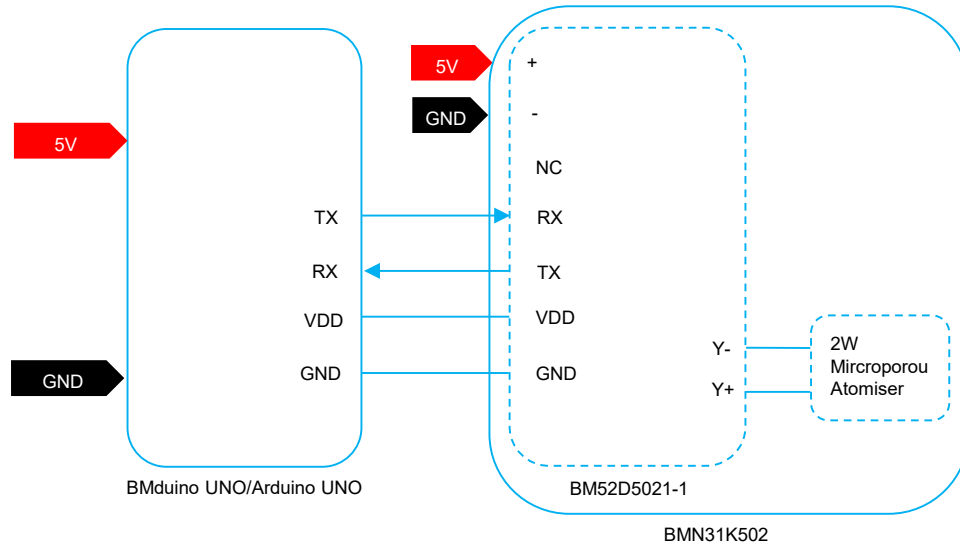 5V
GND
TX
RX
VDD
GND
BMduino UNO/Arduino UNO
5V
GND
+
-
NC
RX
TX
VDD
GND
Y-
Y+
BM52D5021-1
2W
Mircroporou
Atomiser
BMN31K502